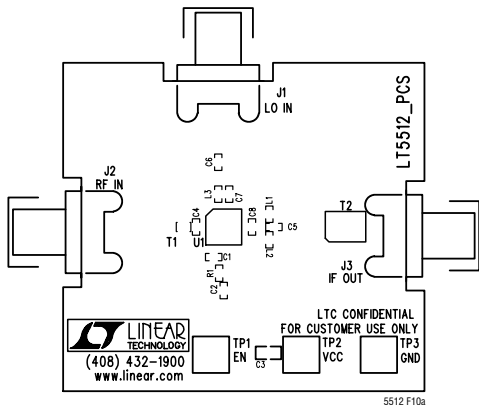 J1
LO IN
LT5512_PCS
J2
RF IN
C6
L3
C7
C4
C8
L1
C5
T1
U1
L2
T2
C1
R1
C2
J3
IF OUT
LTC CONFIDENTIAL
FOR CUSTOMER USE ONLY
LINEAR
TECHNOLOGY
(408) 432-1900
www.linear.com
TP1
EN
C3
TP2
VCC
TP3
GND
5512 F10a